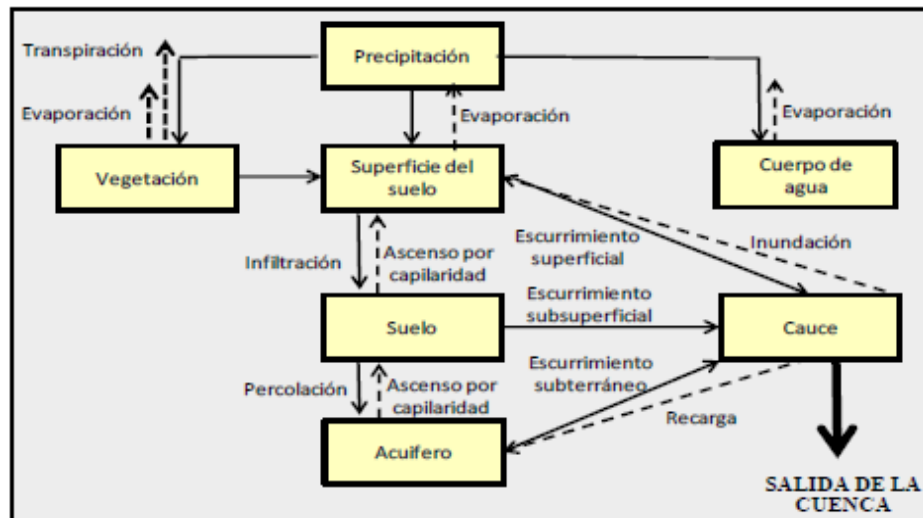 Transpiración
Precipitación
Evaporación
Evaporación
Evaporación
Vegetación
Superficie del
suelo
Cuerpo de
agua
Infiltración
Ascenso por
capilaridad
Escurrimiento
superficial
Inundación
Escurrimiento
subsuperficial
Suelo
Cauce
Percolación
Ascenso por
capilaridad
Escurrimiento
subterráneo
Recarga
Acuifero
SALIDA DE LA
CUENCA